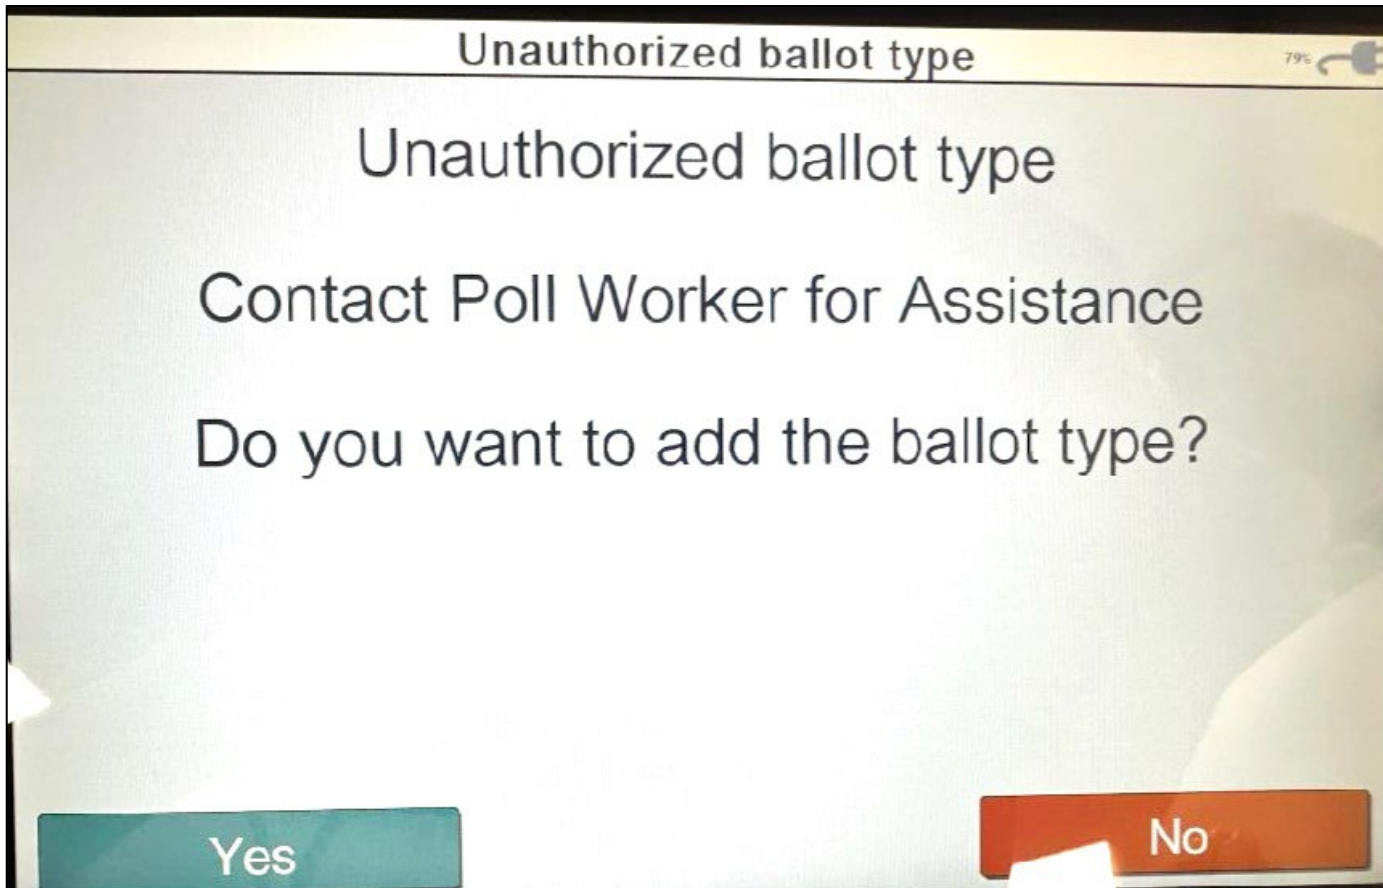 Unauthorized ballot type
79%
Unauthorized ballot type
Contact Poll Worker for Assistance
Do you want to add the ballot type?
Yes
No